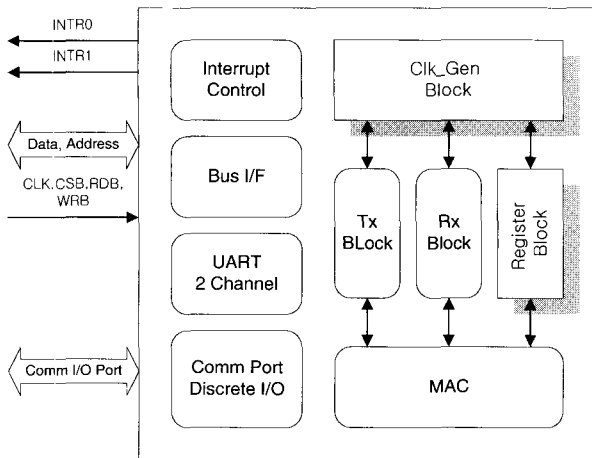 INTR0
INTR1
Data, Address
CLK.CSB.RDB,
WRB
Comm I/O Port
Interrupt
Control
Bus I/F
UART
2 Channel
Comm Port
Discrete I/O
Clk_Gen
Block
Tx
BLock
Rx
Block
Register
Block
MAC